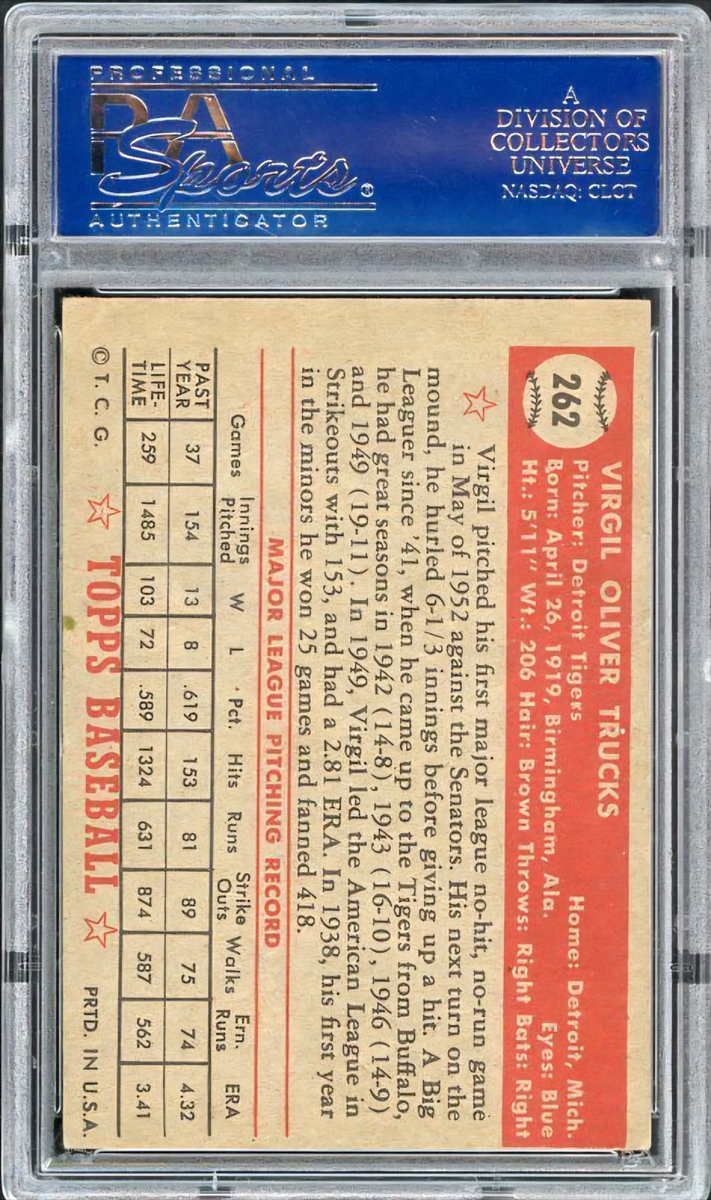 PROFESSIONAL
PSA
Sports®
AUTHENTICATOR
A
DIVISION OF
COLLECTORS
UNIVERSE
NASDAQ: CLCT
262
VIRGIL OLIVER TRUCKS
Pitcher: Detroit Tigers Home: Detroit, Mich.
Born: April 26, 1919, Birmingham, Ala. Eyes: Blue
Ht.: 5'11" Wt.: 206 Hair: Brown Throws: Right Bats: Right
Virgil pitched his first major league no-hit, no-run game
in May of 1952 against the Senators. His next turn on the
mound, he hurled 6-1/3 innings before giving up a hit. A Big
Leaguer since '41, when he came up to the Tigers from Buffalo,
he had great seasons in 1942 (14-8), 1943 (16-10), 1946 (14-9)
and 1949 (19-11). In 1949, Virgil led the American League in
Strikeouts with 153, and had a 2.81 ERA. In 1938, his first year
in the minors he won 25 games and fanned 418.
MAJOR LEAGUE PITCHING RECORD
Games Innings Pitched W L Pct. Hits Runs Strike Outs Walks Ern. Runs ERA
PAST YEAR 37 154 13 8 .619 153 81 89 75 74 4.32
LIFE-TIME 259 1485 103 72 .589 1324 631 874 587 562 3.41
© T. C. G. TOPPS BASEBALL PRTD. IN U.S.A.